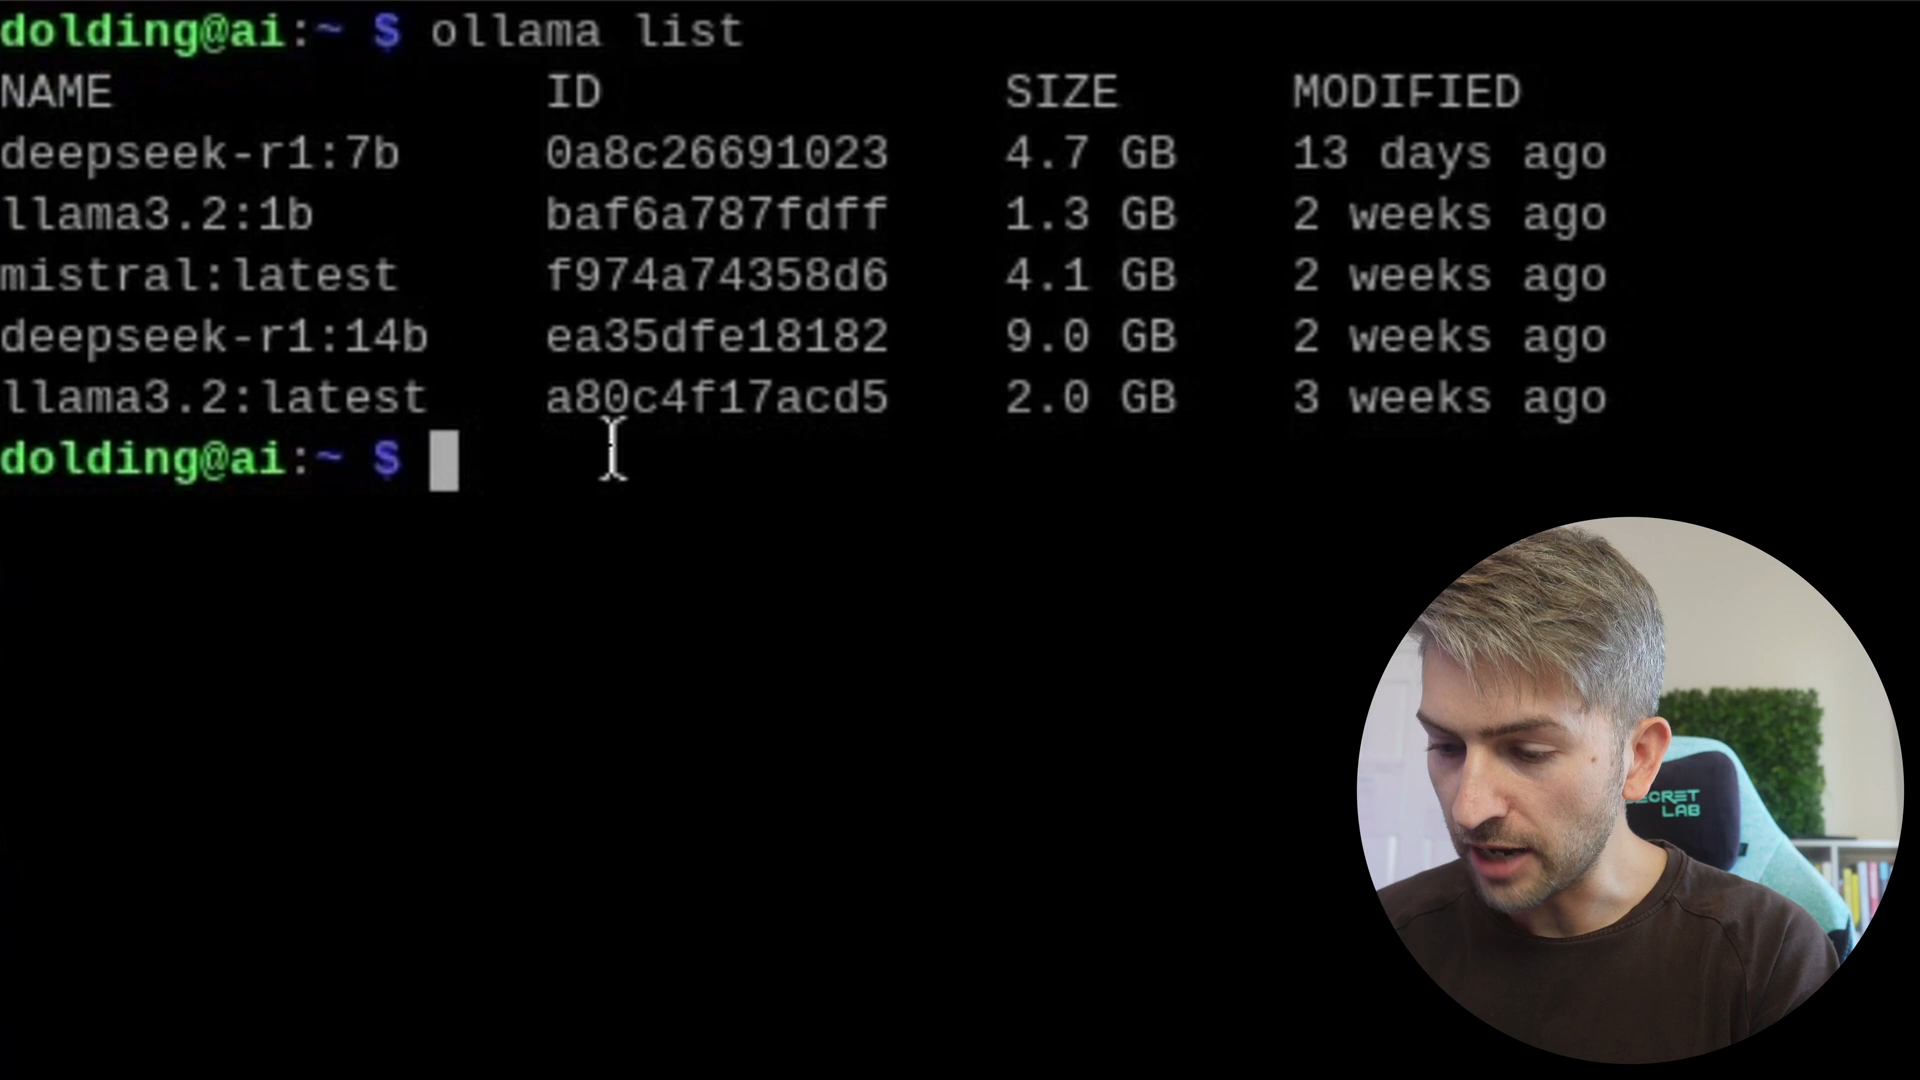 dolding@ai:~ $ ollama list
NAME ID SIZE MODIFIED
deepseek-r1:7b 0a8c26691023 4.7 GB 13 days ago
llama3.2:1b baf6a787fdff 1.3 GB 2 weeks ago
mistral:latest f974a74358d6 4.1 GB 2 weeks ago
deepseek-r1:14b ea35dfe18182 9.0 GB 2 weeks ago
llama3.2:latest a80c4f17acd5 2.0 GB 3 weeks ago
dolding@ai:~ $
LAB